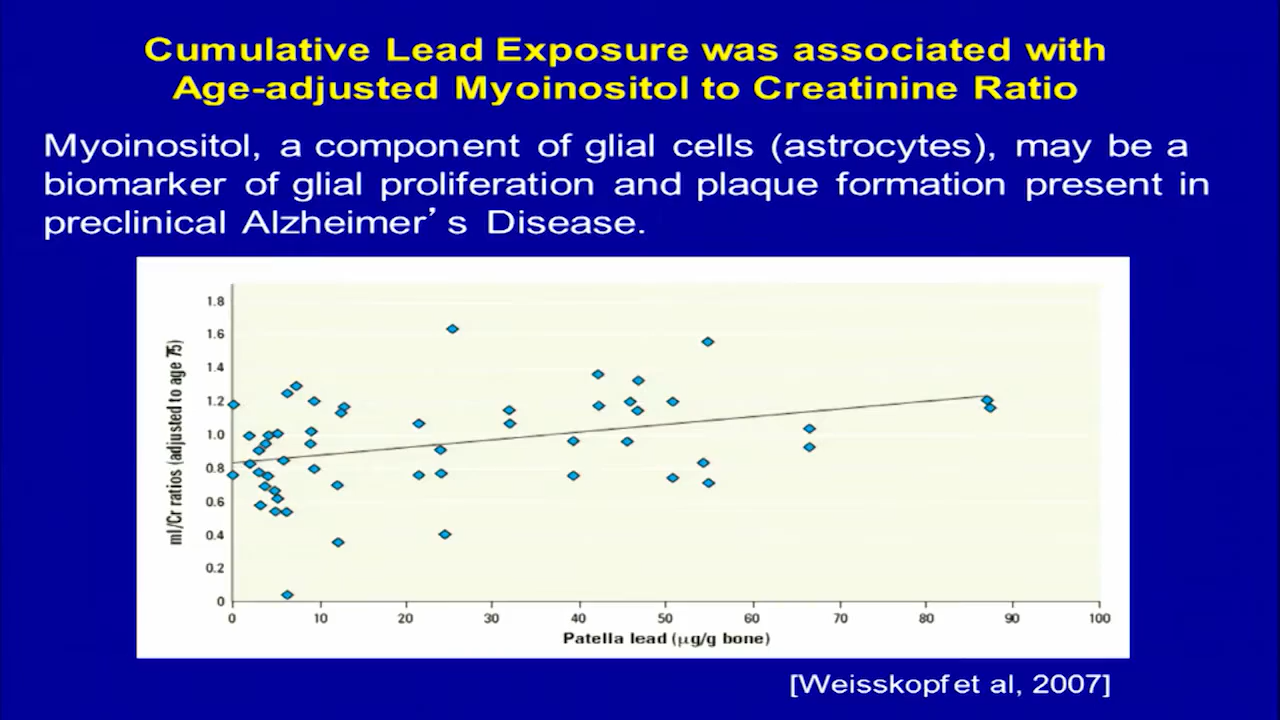 Cumulative Lead Exposure was associated with
Age-adjusted Myoinositol to Creatinine Ratio
Myoinositol, a component of glial cells (astrocytes), may be a
biomarker of glial proliferation and plaque formation present in
preclinical Alzheimer’s Disease.
mI/Cr ratios (adjusted to age 75)
1.8
1.6
1.4
1.2
1.0
0.8
0.6
0.4
0.2
0
0 10 20 30 40 50 60 70 80 90 100
Patella lead (µg/g bone)
[Weisskopf et al, 2007]